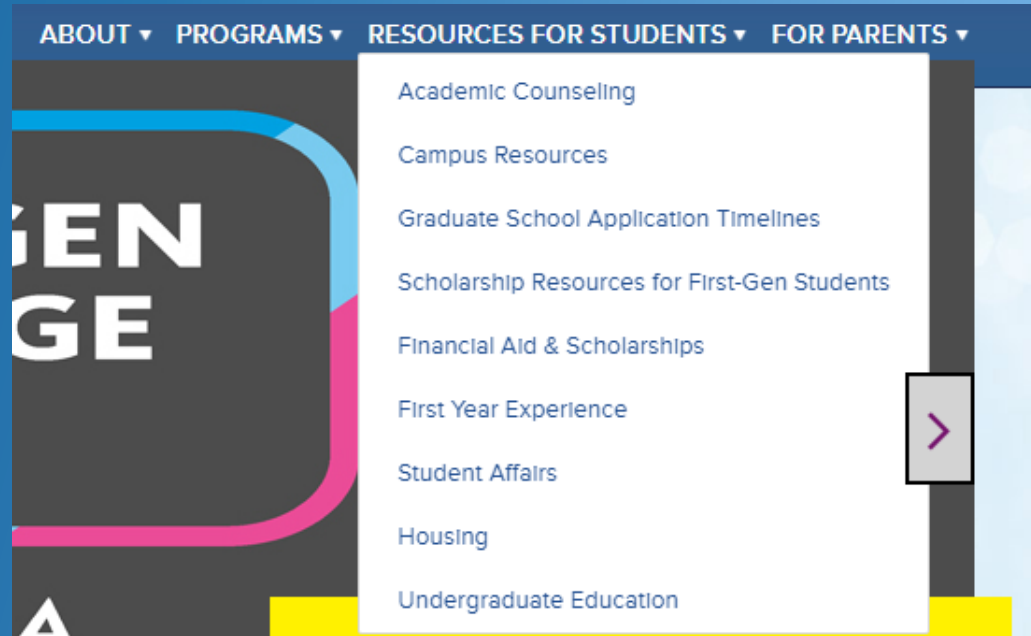 ABOUT ▾ PROGRAMS ▾ RESOURCES FOR STUDENTS ▾ FOR PARENTS ▾
Academic Counseling
Campus Resources
Graduate School Application Timelines
Scholarship Resources for First-Gen Students
Financial Aid & Scholarships
First Year Experience
Student Affairs
Housing
Undergraduate Education
GEN
GE
A